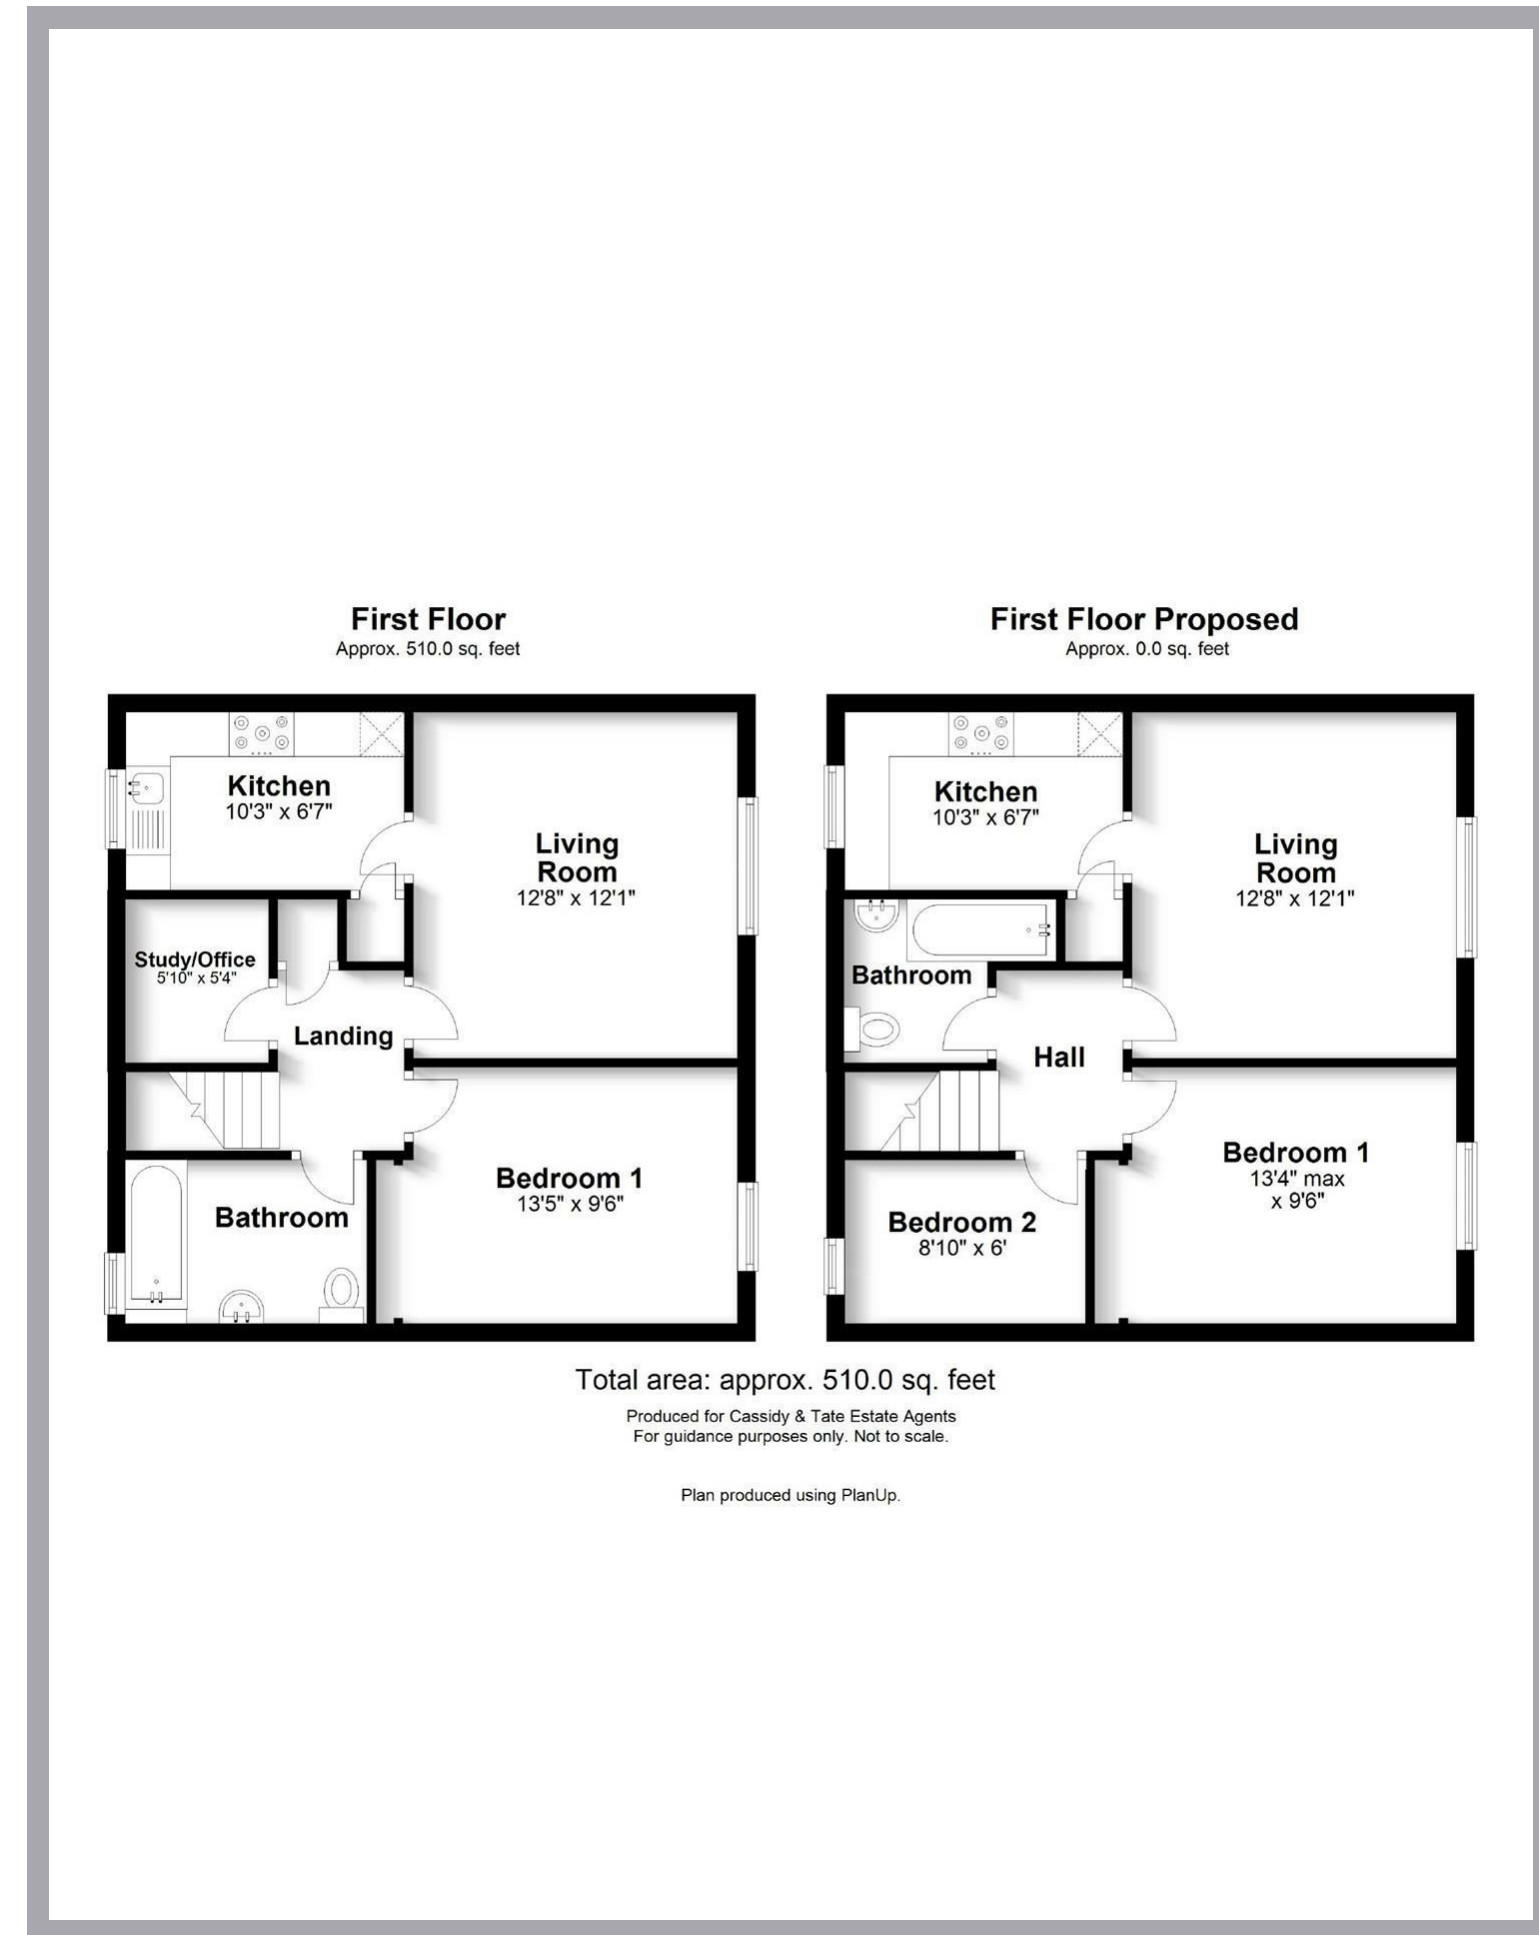 First Floor
Approx. 510.0 sq. feet
Kitchen
10'3" x 6'7"
Living
Room
12'8" x 12'1"
Study/Office
5'10" x 5'4"
Landing
Bedroom 1
13'5" x 9'6"
Bathroom
First Floor Proposed
Approx. 0.0 sq. feet
Kitchen
10'3" x 6'7"
Living
Room
12'8" x 12'1"
Bathroom
Hall
Bedroom 1
13'4" max
x 9'6"
Bedroom 2
8'10" x 6'
Total area: approx. 510.0 sq. feet
Produced for Cassidy & Tate Estate Agents
For guidance purposes only. Not to scale.
Plan produced using PlanUp.